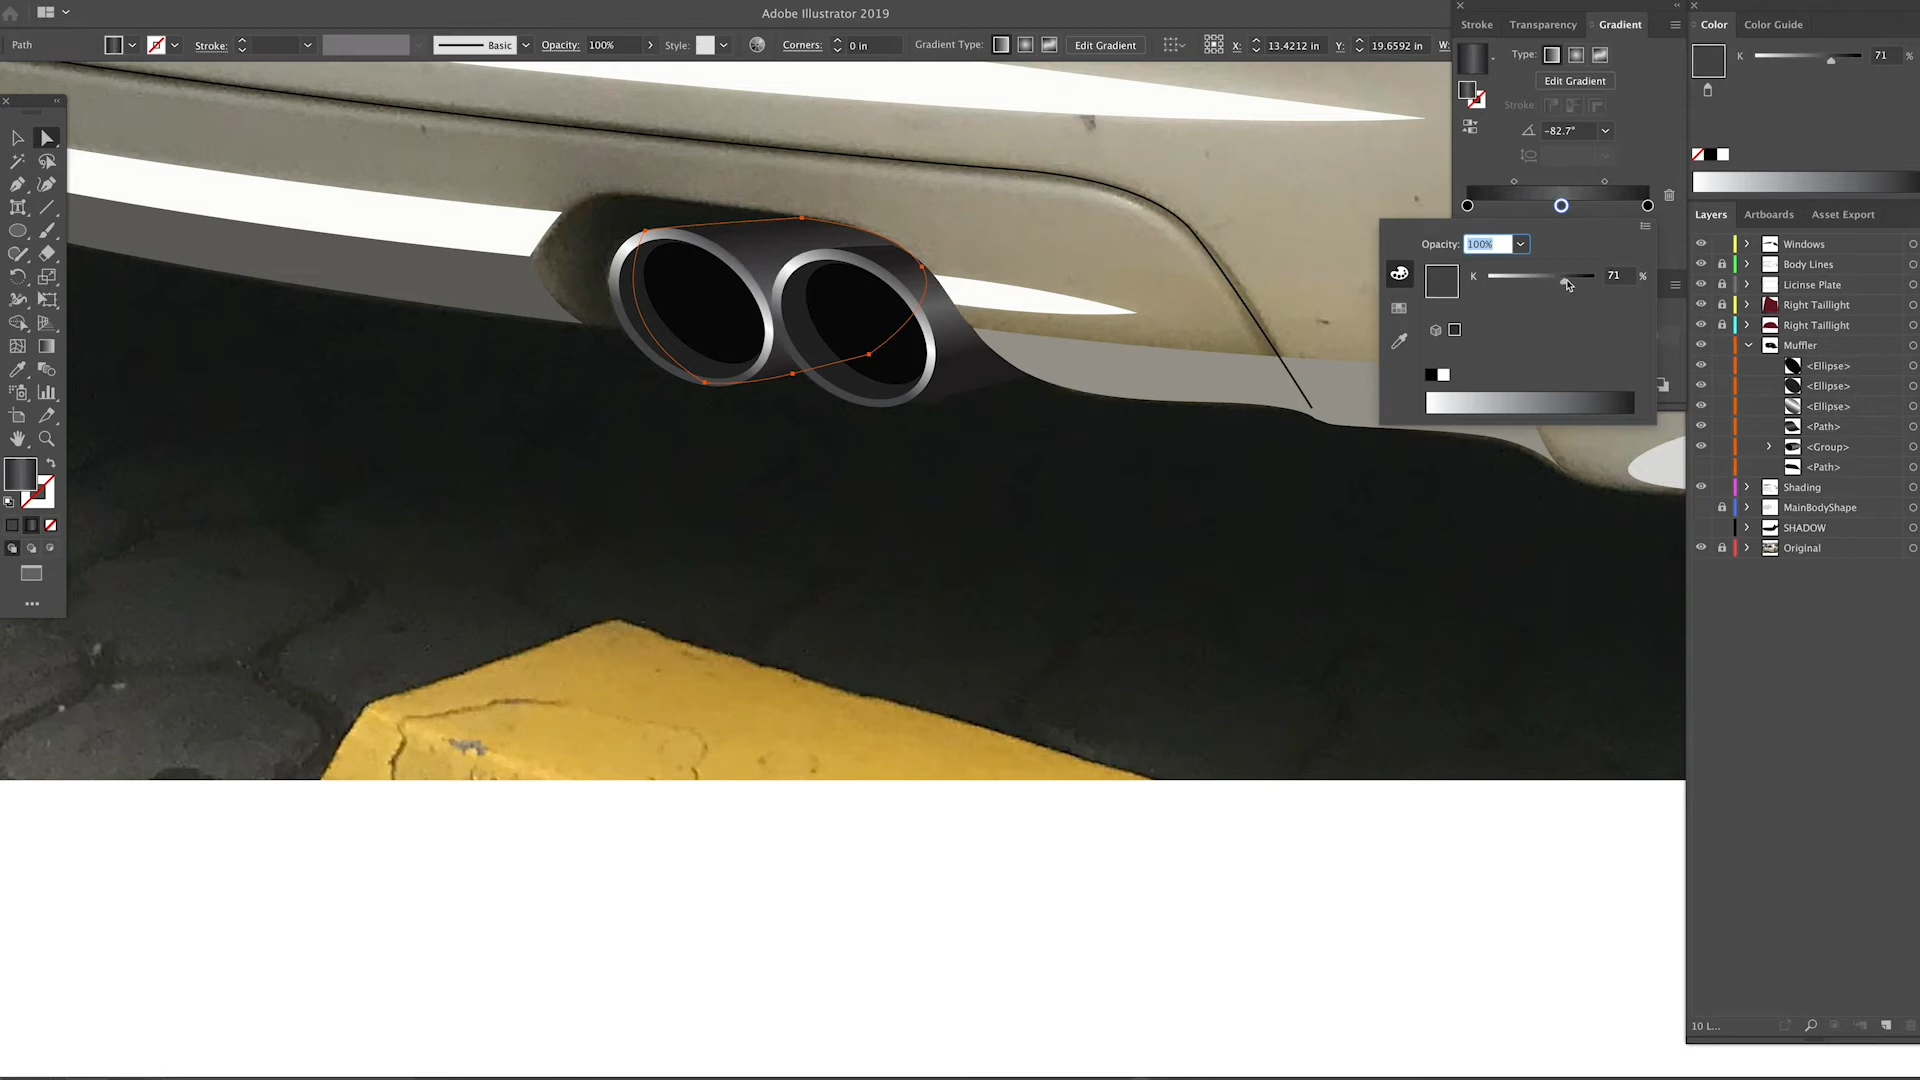 Adobe Illustrator 2019
Path
Stroke:
Basic
Opacity: 100%
Style:
Corners: 0 in
Gradient Type:
Edit Gradient
X: 13.4212 in
Y: 19.6592 in
W:
Stroke
Transparency
Gradient
Type:
Edit Gradient
Stroke:
-82.7°
Opacity: 100%
K 71 %
Color
Color Guide
K 71 %
Layers
Artboards
Asset Export
Windows
Body Lines
Licinse Plate
Right Taillight
Right Taillight
Muffler
<Ellipse>
<Ellipse>
<Ellipse>
<Path>
<Group>
<Path>
Shading
MainBodyShape
SHADOW
Original
10 L...